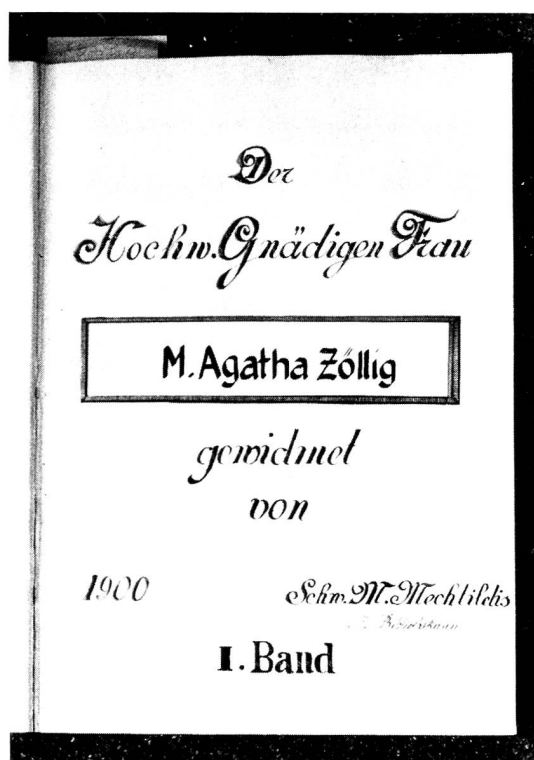 Der
Hochw. Gnädigen Frau
M. Agatha Zöllig
gewidmet
von
1900
Schw. M. Mechtildis
I. Band